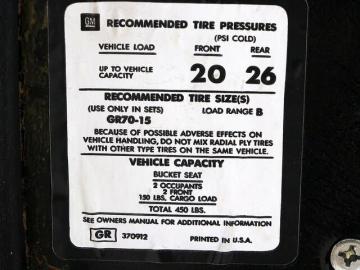 GM RECOMMENDED TIRE PRESSURES
(PSI COLD)
VEHICLE LOAD FRONT REAR
UP TO VEHICLE CAPACITY 20 26
RECOMMENDED TIRE SIZE(S)
(USE ONLY IN SETS) LOAD RANGE B
GR70-15
BECAUSE OF POSSIBLE ADVERSE EFFECTS ON
VEHICLE HANDLING, DO NOT MIX RADIAL PLY TIRES
WITH OTHER TYPE TIRES ON THE SAME VEHICLE.
VEHICLE CAPACITY
BUCKET SEAT
2 OCCUPANTS
2 FRONT
150 LBS. CARGO LOAD
TOTAL 450 LBS.
SEE OWNERS MANUAL FOR ADDITIONAL INFORMATION
GR 370912 PRINTED IN U.S.A.